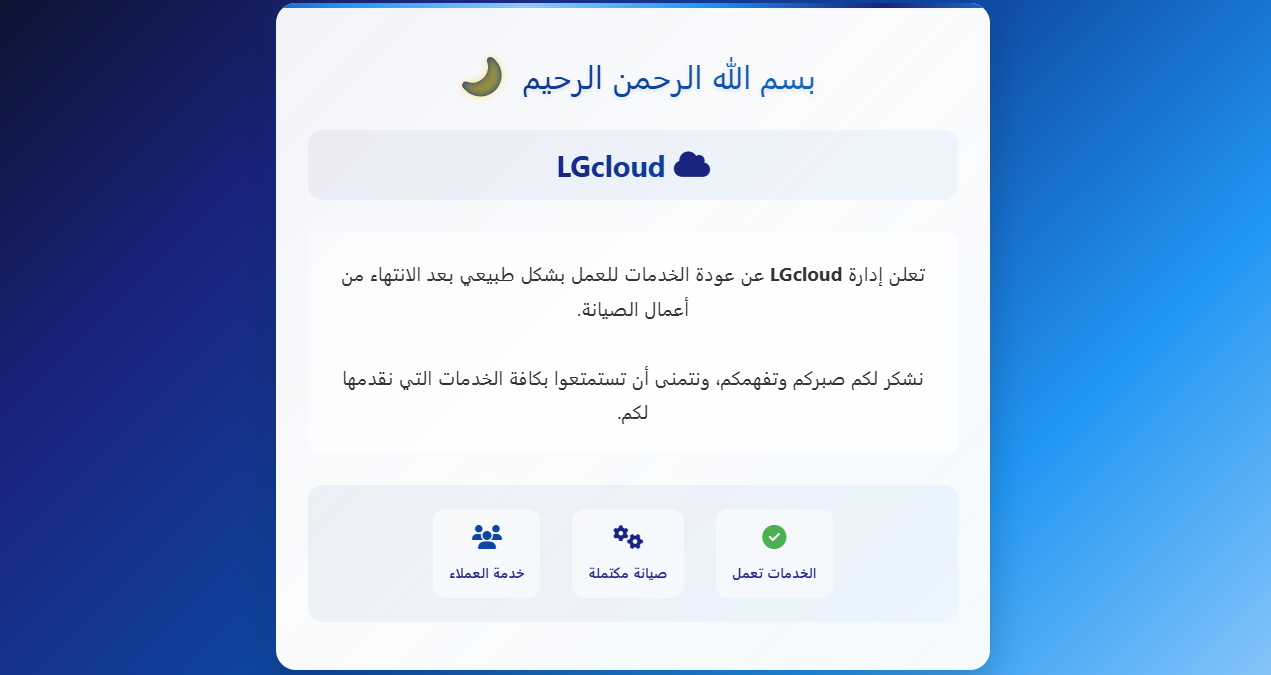 بسم الله الرحمن الرحيم
LGcloud
تعلن إدارة LGcloud عن عودة الخدمات للعمل بشكل طبيعي بعد الانتهاء من
أعمال الصيانة.
نشكر لكم صبركم وتفهمكم، ونتمنى أن تستمتعوا بكافة الخدمات التي نقدمها
لكم.
الخدمات تعمل
صيانة مكتملة
خدمة العملاء